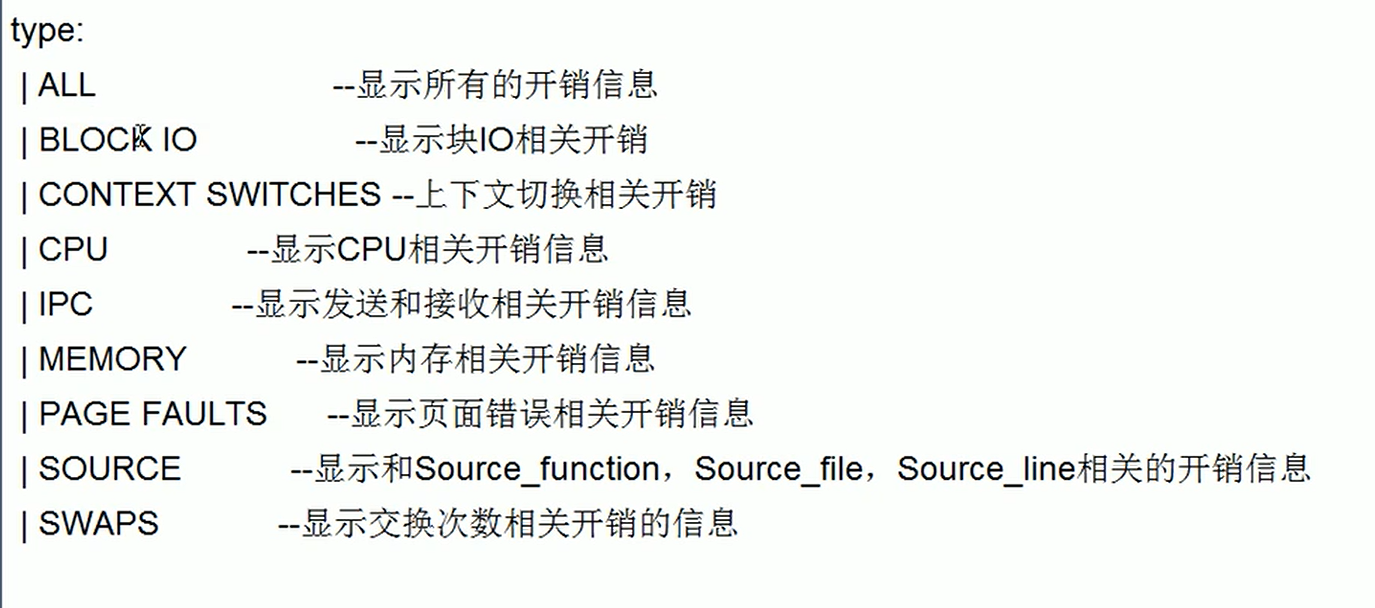 type:
| ALL --显示所有的开销信息
| BLOCK IO --显示块IO相关开销
| CONTEXT SWITCHES --上下文切换相关开销
| CPU --显示CPU相关开销信息
| IPC --显示发送和接收相关开销信息
| MEMORY --显示内存相关开销信息
| PAGE FAULTS --显示页面错误相关开销信息
| SOURCE --显示和Source_function，Source_file，Source_line相关的开销信息
| SWAPS --显示交换次数相关开销的信息